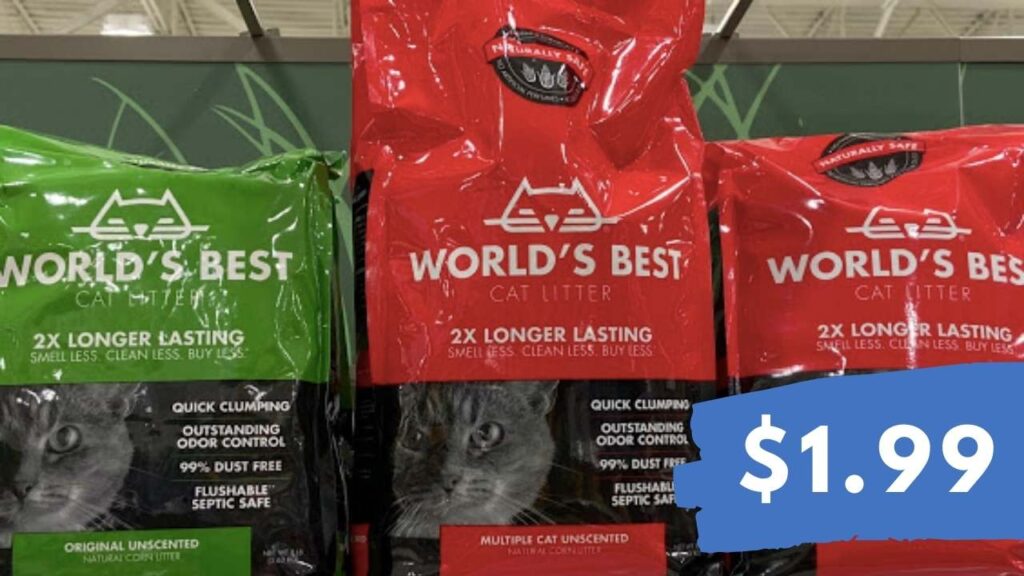 WORLD'S BEST
CAT LITTER
2X LONGER LASTING
SMELL LESS. CLEAN LESS. BUY LESS.
QUICK CLUMPING
OUTSTANDING
ODOR CONTROL
99% DUST FREE
FLUSHABLE
SEPTIC SAFE
ORIGINAL UNSCENTED
NATURAL CORN LITTER
NATURALLY SAFE
WORLD'S BEST
CAT LITTER
2X LONGER LASTING
SMELL LESS. CLEAN LESS. BUY LESS.
QUICK CLUMPING
OUTSTANDING
ODOR CONTROL
99% DUST FREE
FLUSHABL
SEPTIC SAF
MULTIPLE CAT UNSCENTED
NATURAL CORN LITTER
NATURALLY SAFE
WORLD'S BES
CAT LITTER
2X LONGER LASTING
SMELL LESS. CLEAN LESS. BUY LESS.
$1.99